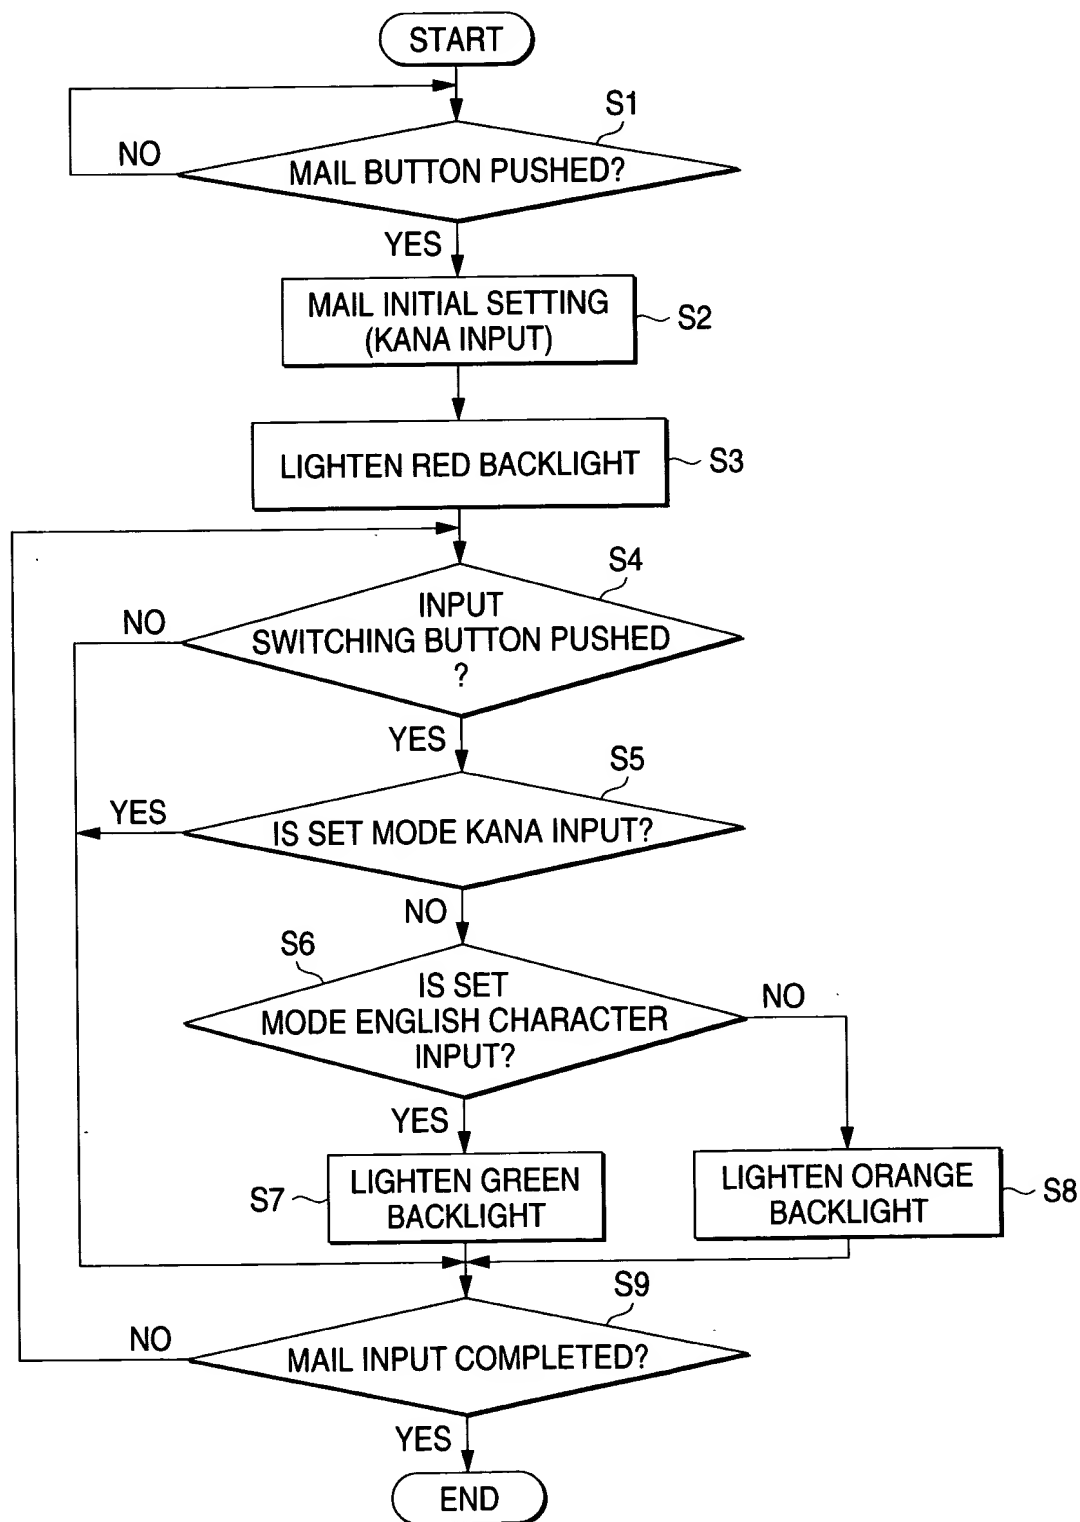 START
S1
NO
MAIL BUTTON PUSHED?
YES
MAIL INITIAL SETTING
(KANA INPUT)
S2
LIGHTEN RED BACKLIGHT
S3
S4
NO
INPUT
SWITCHING BUTTON PUSHED
?
YES
S5
YES
IS SET MODE KANA INPUT?
NO
S6
IS SET
MODE ENGLISH CHARACTER
INPUT?
NO
YES
S7
LIGHTEN GREEN
BACKLIGHT
LIGHTEN ORANGE
BACKLIGHT
S8
S9
NO
MAIL INPUT COMPLETED?
YES
END